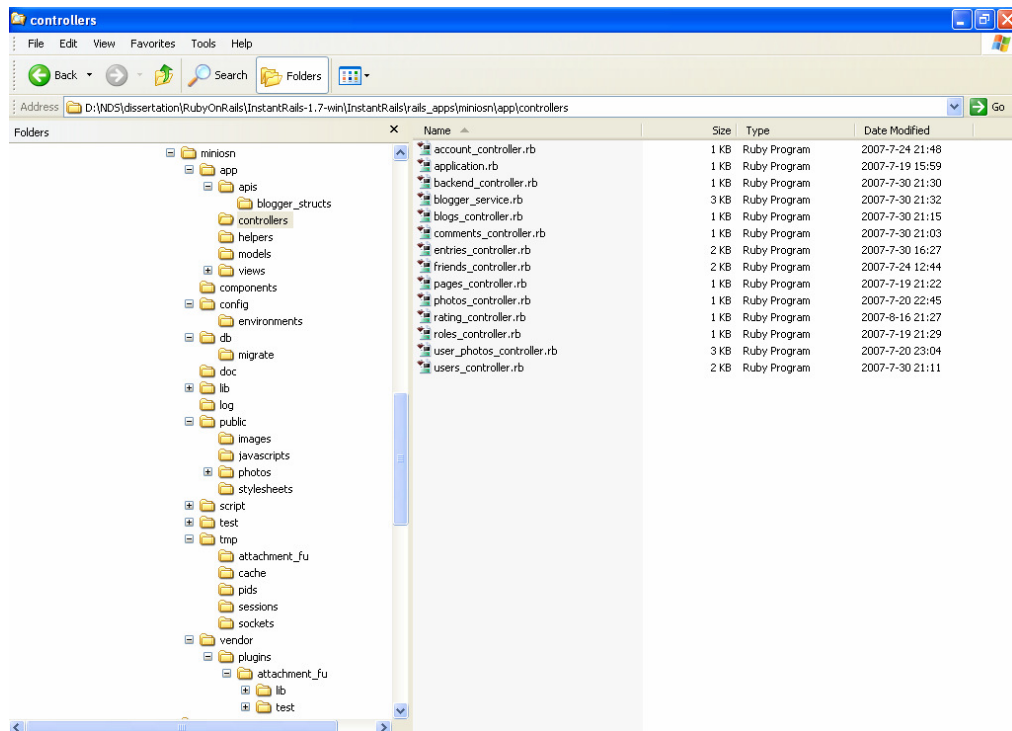 controllers
File Edit View Favorites Tools Help
Back Search Folders
Address D:\NDS\dissertation\RubyOnRails\InstantRails-1.7-win\InstantRails\rails_apps\miniosn\app\controllers Go
Folders
miniosn
app
apis
blogger_structs
controllers
helpers
models
views
components
config
environments
db
migrate
doc
lib
log
public
images
javascripts
photos
stylesheets
script
test
tmp
attachment_fu
cache
pids
sessions
sockets
vendor
plugins
attachment_fu
lib
test
Name Size Type Date Modified
account_controller.rb 1 KB Ruby Program 2007-7-24 21:48
application.rb 1 KB Ruby Program 2007-7-19 15:59
backend_controller.rb 1 KB Ruby Program 2007-7-30 21:30
blogger_service.rb 3 KB Ruby Program 2007-7-30 21:32
blogs_controller.rb 1 KB Ruby Program 2007-7-30 21:15
comments_controller.rb 1 KB Ruby Program 2007-7-30 21:03
entries_controller.rb 2 KB Ruby Program 2007-7-30 16:27
friends_controller.rb 2 KB Ruby Program 2007-7-24 12:44
pages_controller.rb 1 KB Ruby Program 2007-7-19 21:22
photos_controller.rb 1 KB Ruby Program 2007-7-20 22:45
rating_controller.rb 1 KB Ruby Program 2007-8-16 21:27
roles_controller.rb 1 KB Ruby Program 2007-7-19 21:29
user_photos_controller.rb 3 KB Ruby Program 2007-7-20 23:04
users_controller.rb 2 KB Ruby Program 2007-7-30 21:11